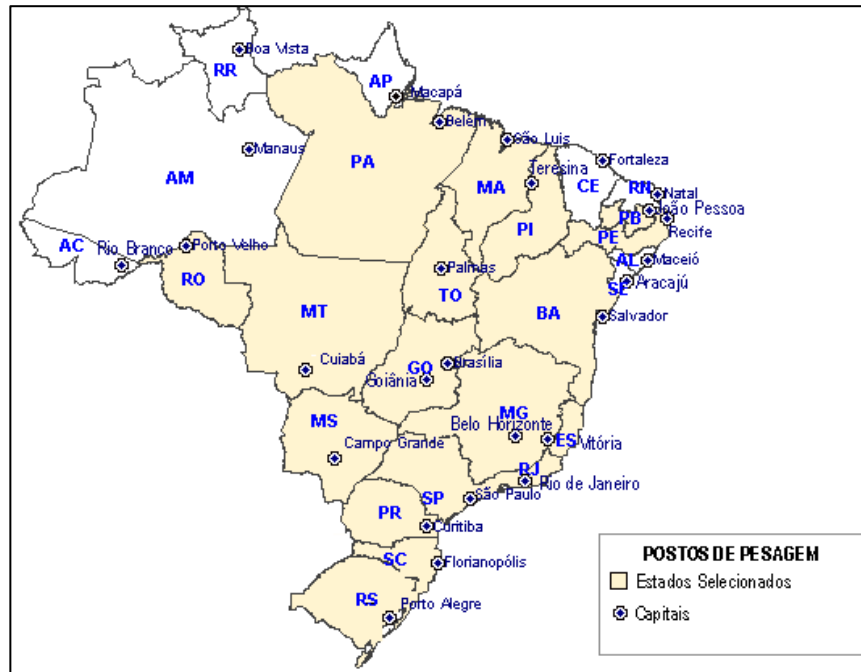 Boa Vista
RR
AP
Macapá
Belém
São Luis
Manaus
Fortaleza
PA
Teresina
AM
MA
CE
RN
Natal
João Pessoa
PB
PI
Recife
PE
AC
Rio Branco
Porto Velho
AL
Maceió
Palmas
RO
SE
Aracajú
TO
MT
BA
Salvador
Cuiabá
GO
Brasília
Goiânia
MG
MS
Belo Horizonte
ES
Vitória
Campo Grande
RJ
Rio de Janeiro
SP
São Paulo
PR
Curitiba
SC
Florianópolis
RS
Porto Alegre
POSTOS DE PESAGEM
Estados Selecionados
Capitais